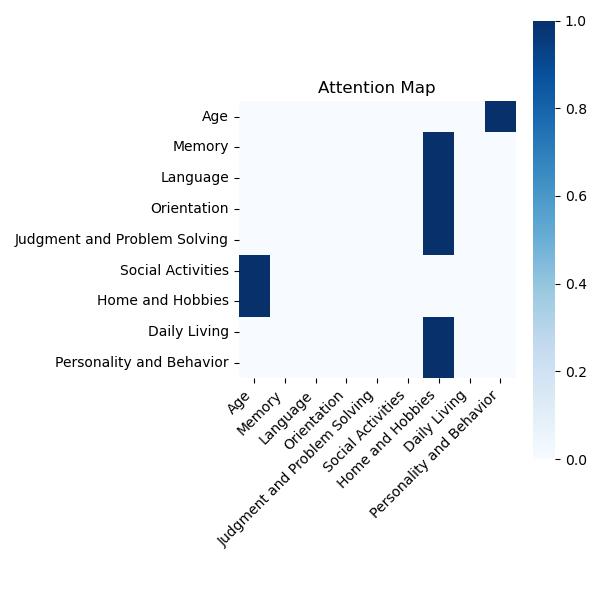 Attention Map
Age
Memory
Language
Orientation
Judgment and Problem Solving
Social Activities
Home and Hobbies
Daily Living
Personality and Behavior
Age
Memory
Language
Orientation
Judgment and Problem Solving
Social Activities
Home and Hobbies
Daily Living
Personality and Behavior
1.0
0.8
0.6
0.4
0.2
0.0